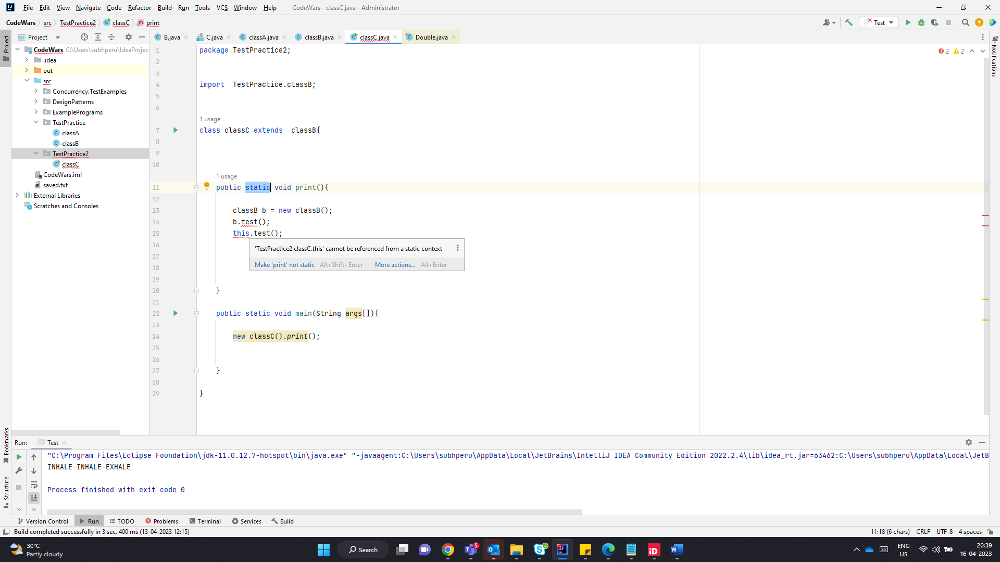 File Edit View Navigate Code Refactor Build Run Tools VCS Window Help CodeWars - classC.java - Administrator
CodeWars src TestPractice2 classC print Test
Project B.java C.java classA.java classB.java classC.java Double.java
Project
Notifications
CodeWars C:\Users\subhperu\IdeaProjec
.idea
out
src
Concurrency.TestExamples
DesignPatterns
ExamplePrograms
TestPractice
classA
classB
TestPractice2
classC
CodeWars.iml
saved.txt
External Libraries
Scratches and Consoles
2 2
1 package TestPractice2;
2
3
4 import TestPractice.classB;
5
6
1 usage
7 class classC extends classB{
8
9
10
1 usage
11 public static void print(){
12
13 classB b = new classB();
14 b.test();
15 this.test();
16
'TestPractice2.classC.this' cannot be referenced from a static context
17
18 Make 'print' not static Alt+Shift+Enter More actions... Alt+Enter
19
20 }
21
22 public static void main(String args[]){
23
24 new classC().print();
25
26
27 }
28
29 }
Bookmarks
Structure
Run: Test
"C:\Program Files\Eclipse Foundation\jdk-11.0.12.7-hotspot\bin\java.exe" "-javaagent:C:\Users\subhperu\AppData\Local\JetBrains\IntelliJ IDEA Community Edition 2022.2.4\lib\idea_rt.jar=63462:C:\Users\subhperu\AppData\Local\JetB
INHALE-INHALE-EXHALE
Process finished with exit code 0
Version Control Run TODO Problems Terminal Services Build
Build completed successfully in 3 sec, 400 ms (13-04-2023 12:15) 11:18 (6 chars) CRLF UTF-8 4 spaces
30°C
Partly cloudy
Search
5
ENG
US
20:39
16-04-2023